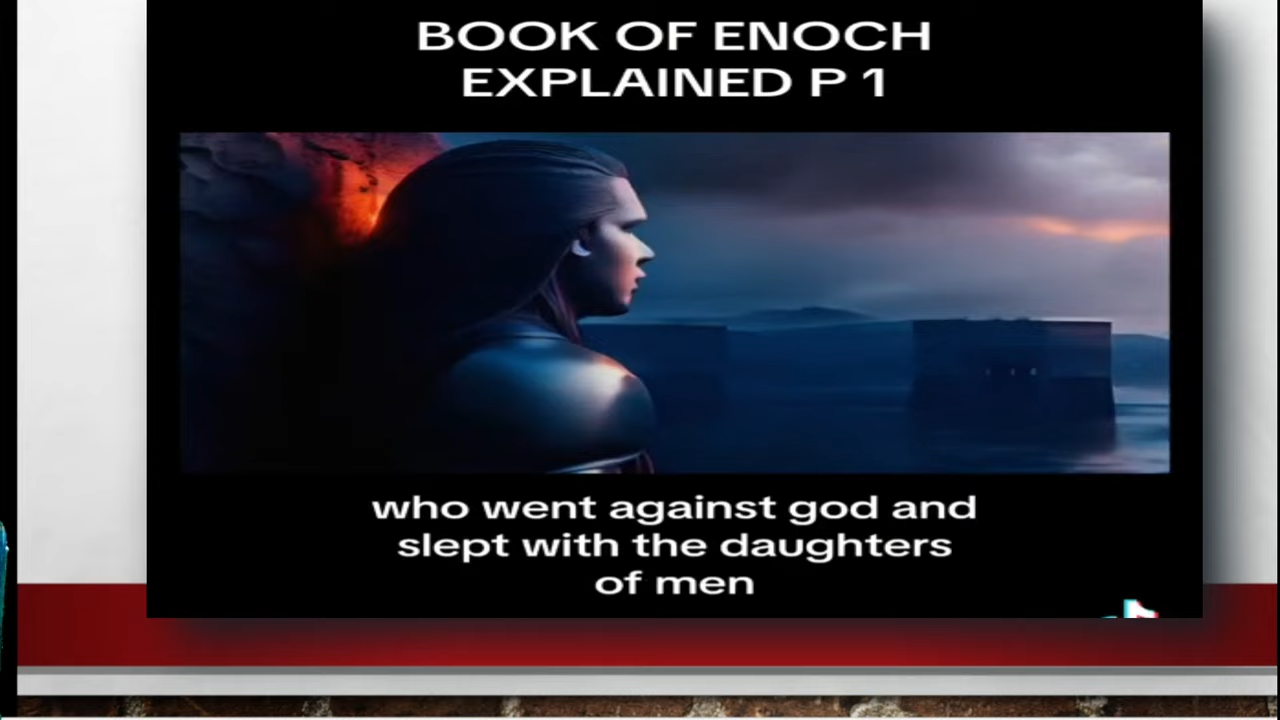 BOOK OF ENOCH
EXPLAINED P 1
who went against god and
slept with the daughters
of men